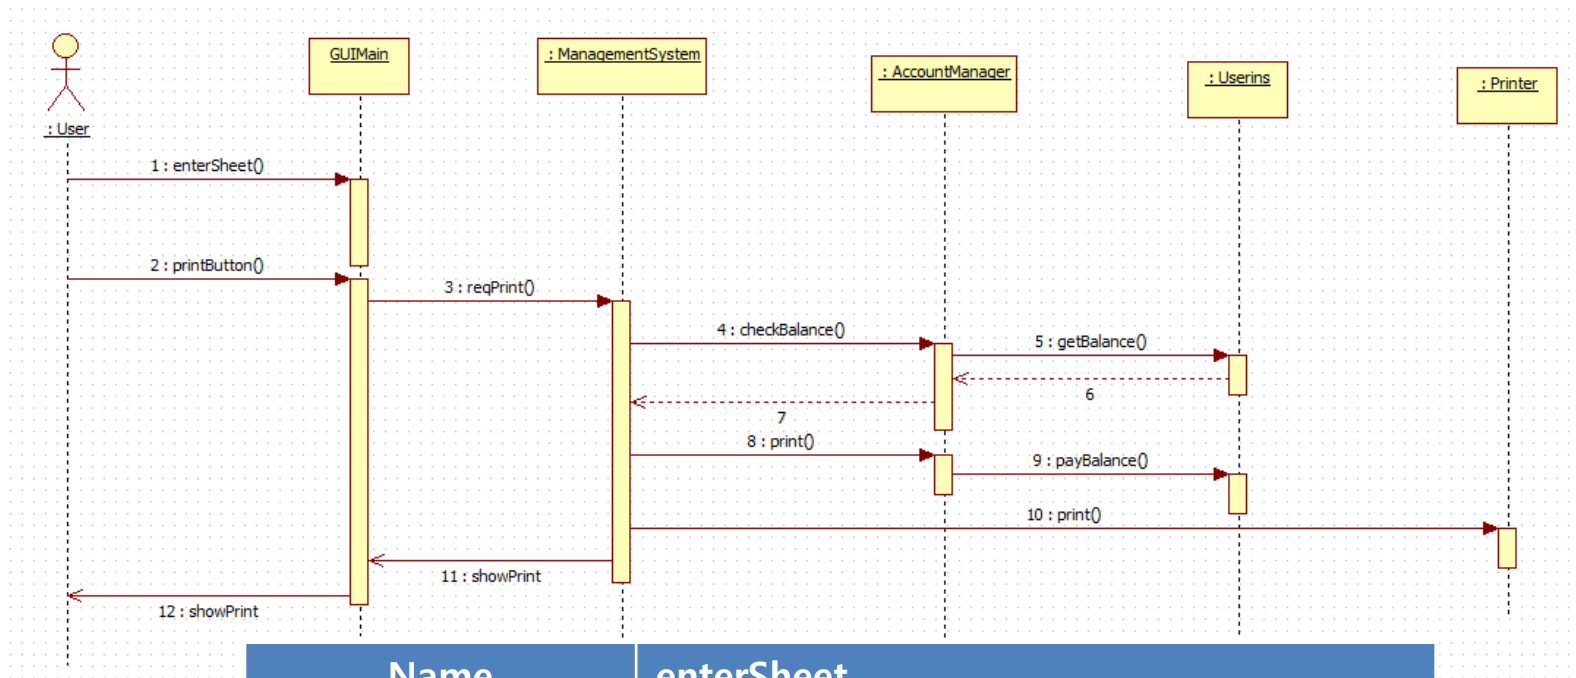 GUIMain
: ManagementSystem
: AccountManager
: Userins
: Printer
: User
1 : enterSheet()
2 : printButton()
3 : reqPrint()
4 : checkBalance()
5 : getBalance()
6
7
8 : print()
9 : payBalance()
10 : print()
11 : showPrint
12 : showPrint
Name enterSheet